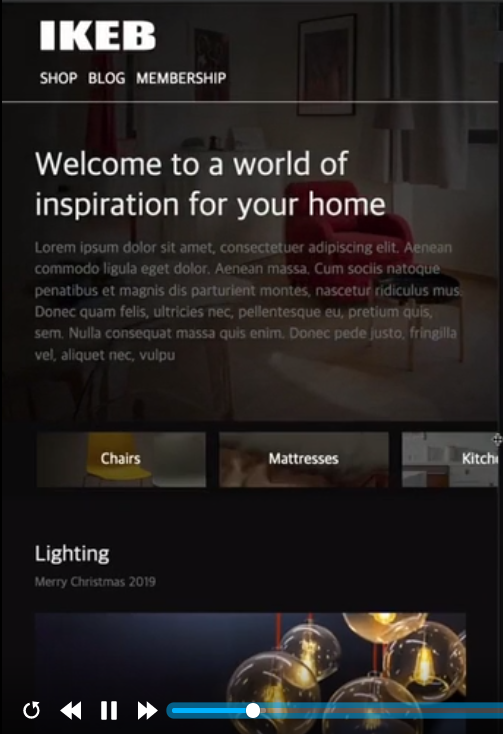 IKEB
SHOP BLOG MEMBERSHIP
Welcome to a world of
inspiration for your home
Lorem ipsum dolor sit amet, consectetuer adipiscing elit. Aenean
commodo ligula eget dolor. Aenean massa. Cum sociis natoque
penatibus et magnis dis parturient montes, nascetur ridiculus mus.
Donec quam felis, ultricies nec, pellentesque eu, pretium quis,
sem. Nulla consequat massa quis enim. Donec pede justo, fringilla
vel, aliquet nec, vulpu
Chairs Mattresses Kitche
Lighting
Merry Christmas 2019